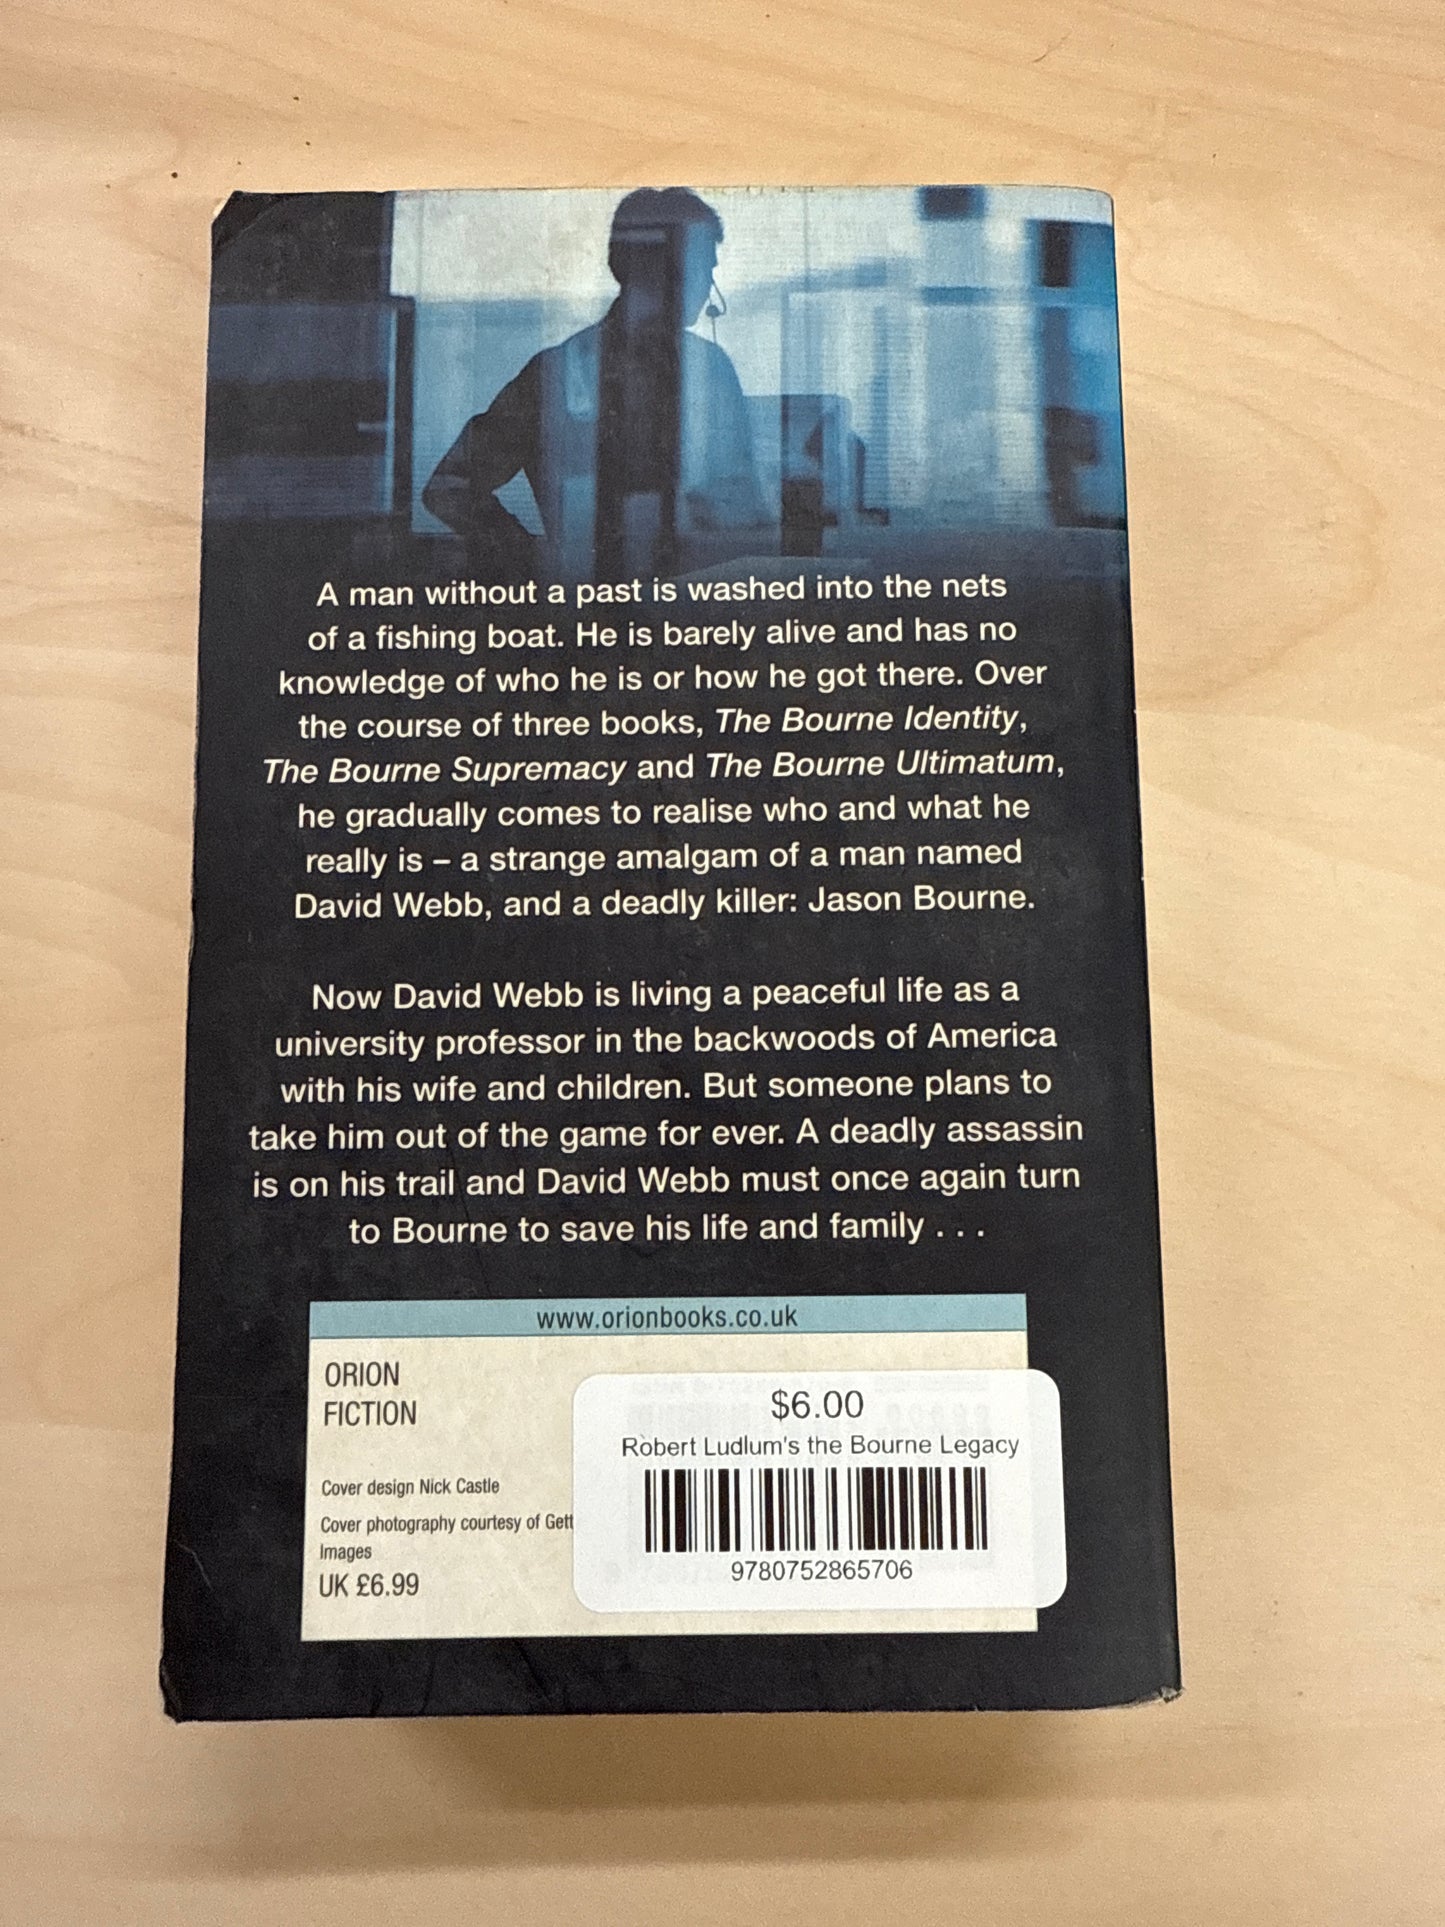 A man without a past is washed into the nets
of a fishing boat. He is barely alive and has no
knowledge of who he is or how he got there. Over
the course of three books, The Bourne Identity,
The Bourne Supremacy and The Bourne Ultimatum,
he gradually comes to realise who and what he
really is – a strange amalgam of a man named
David Webb, and a deadly killer: Jason Bourne.
Now David Webb is living a peaceful life as a
university professor in the backwoods of America
with his wife and children. But someone plans to
take him out of the game for ever. A deadly assassin
is on his trail and David Webb must once again turn
to Bourne to save his life and family . . .
www.orionbooks.co.uk
ORION
FICTION
Cover design Nick Castle
Cover photography courtesy of Gett
Images
UK £6.99
$6.00
Robert Ludlum's the Bourne Legacy
9780752865706